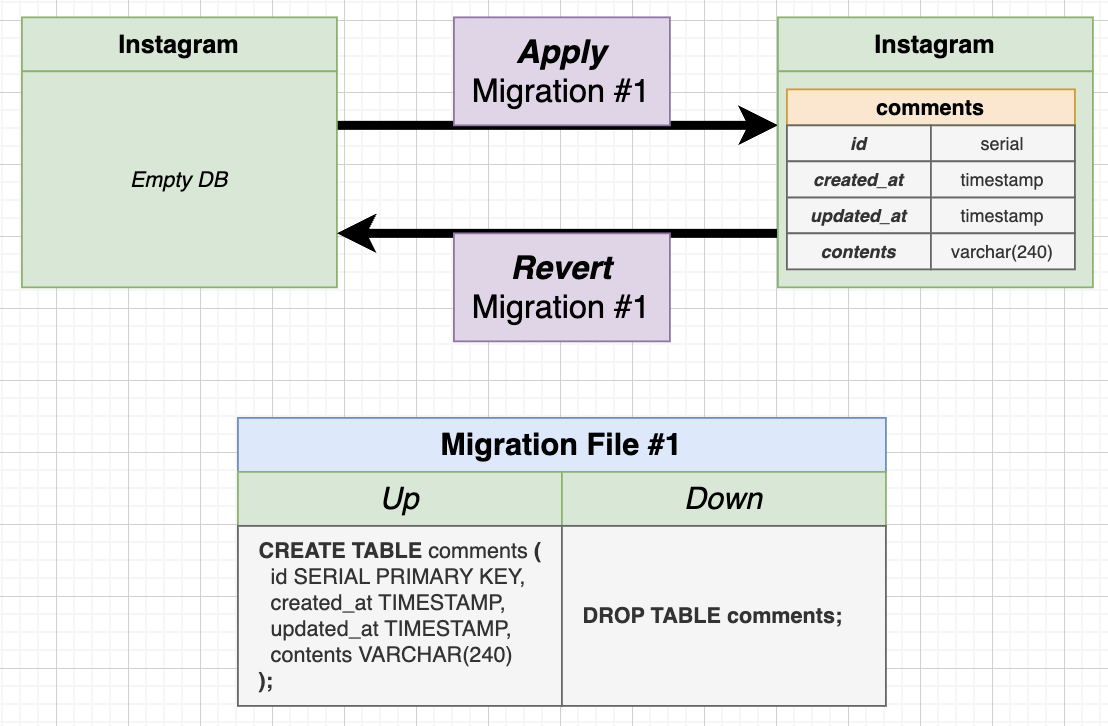 Instagram
Empty DB
Apply
Migration #1
Revert
Migration #1
Instagram
comments
id serial
created_at timestamp
updated_at timestamp
contents varchar(240)
Migration File #1
Up Down
CREATE TABLE comments (
id SERIAL PRIMARY KEY,
created_at TIMESTAMP,
updated_at TIMESTAMP,
contents VARCHAR(240)
);
DROP TABLE comments;